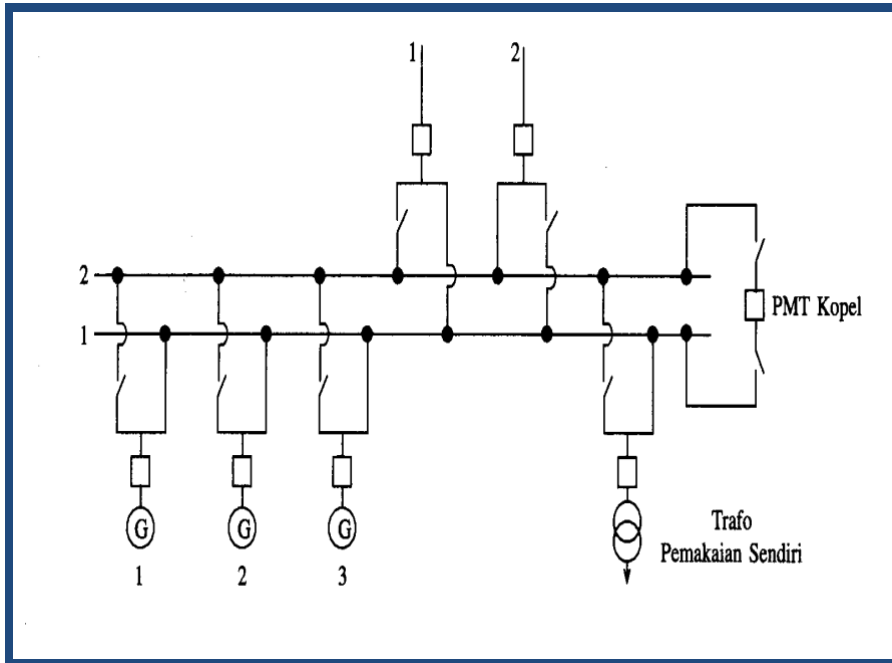 1 2
2
PMT Kopel
1
G G G
1 2 3
Trafo
Pemakaian Sendiri